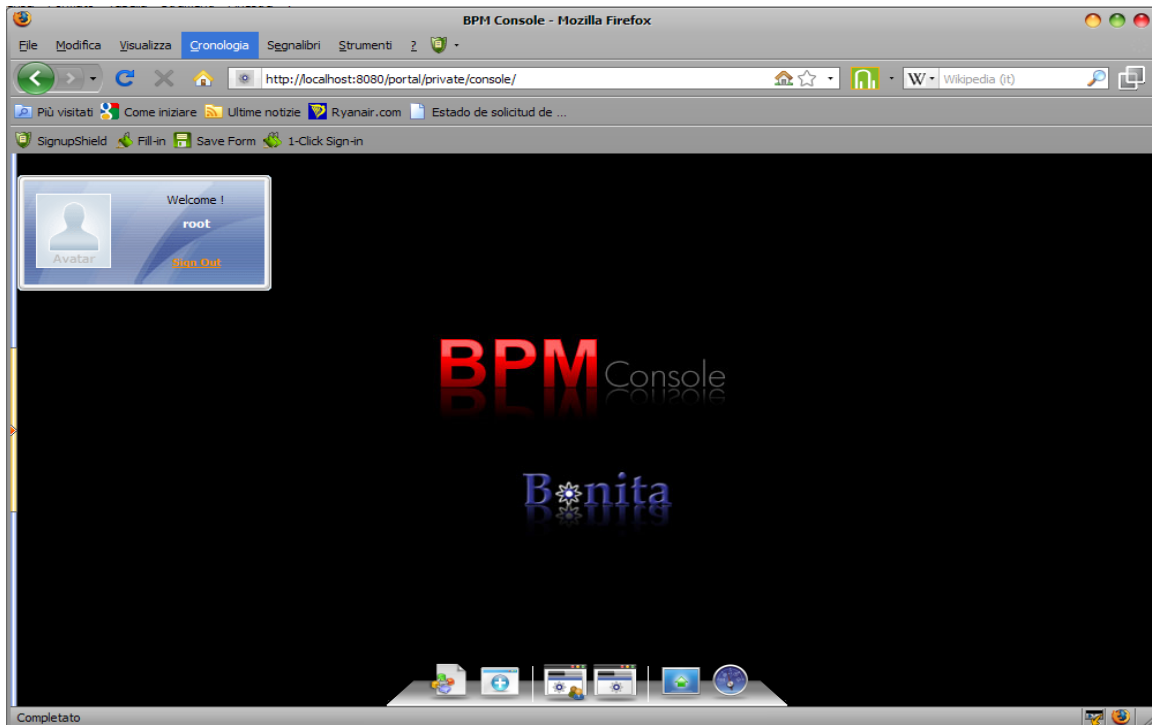 BPM Console - Mozilla Firefox
File Modifica Visualizza Cronologia Segnalibri Strumenti ?
http://localhost:8080/portal/private/console/
W Wikipedia (it)
Più visitati Come iniziare Ultime notizie Ryanair.com Estado de solicitud de ...
SignupShield Fill-in Save Form 1-Click Sign-in
Welcome !
root
Avatar
Sign Out
BPM Console
Bonita
Completato